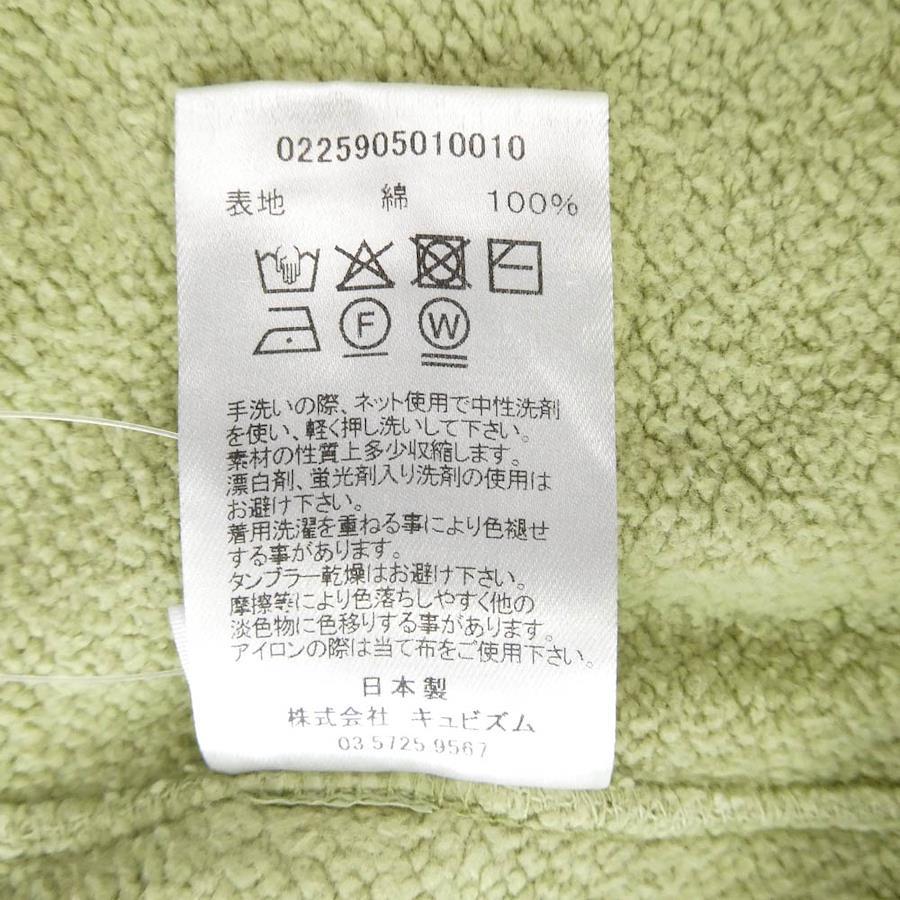 0225905010010
表地 綿 100%
F W
手洗いの際、ネット使用で中性洗剤
を使い、軽く押し洗いして下さい。
素材の性質上多少収縮します。
漂白剤、蛍光剤入り洗剤の使用は
お避け下さい。
着用洗濯を重ねる事により色褪せ
する事があります。
タンブラー乾燥はお避け下さい。
摩擦等により色落ちしやすく他の
淡色物に色移りする事があります。
アイロンの際は当て布をご使用下さい。
日本製
株式会社 キュビズム
03 5725 9567